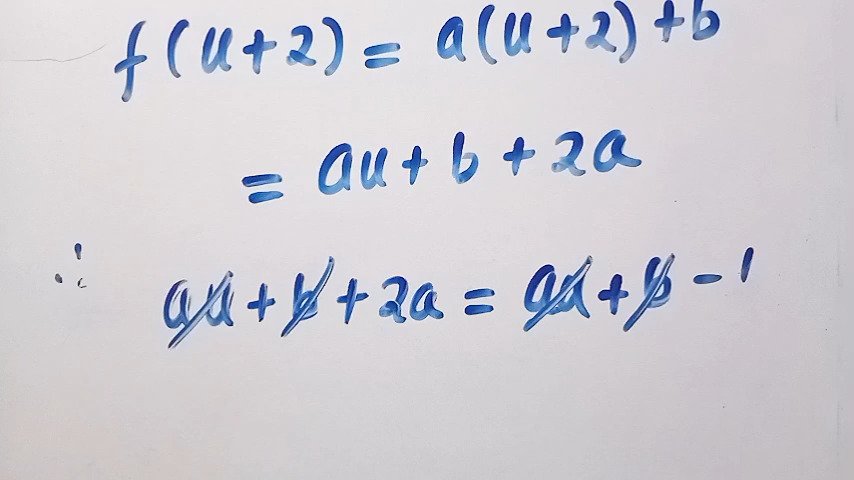 f(u+2) = a(u+2)+b
= au+b+2a
∴ au+b+2a = au+b-1